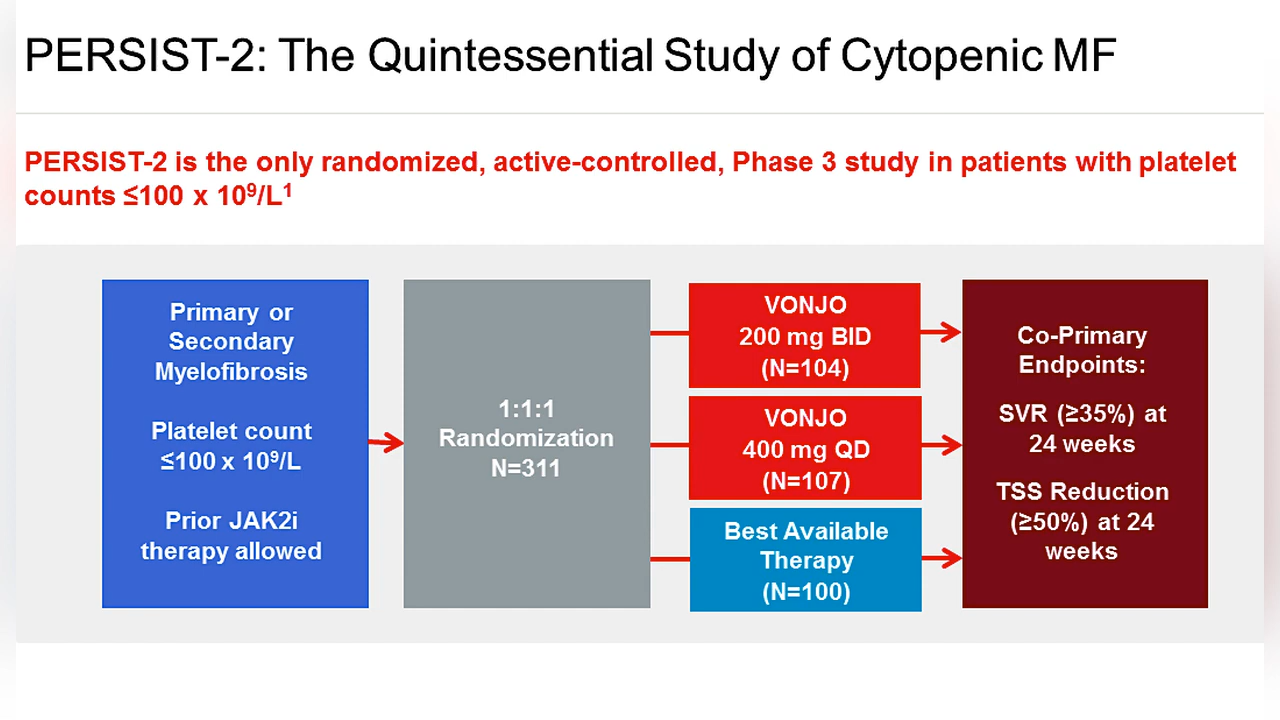 PERSIST-2: The Quintessential Study of Cytopenic MF
PERSIST-2 is the only randomized, active-controlled, Phase 3 study in patients with platelet
counts ≤100 x 10⁹/L¹
Primary or
Secondary
Myelofibrosis
Platelet count
≤100 x 10⁹/L
Prior JAK2i
therapy allowed
1:1:1
Randomization
N=311
VONJO
200 mg BID
(N=104)
VONJO
400 mg QD
(N=107)
Best Available
Therapy
(N=100)
Co-Primary
Endpoints:
SVR (≥35%) at
24 weeks
TSS Reduction
(≥50%) at 24
weeks